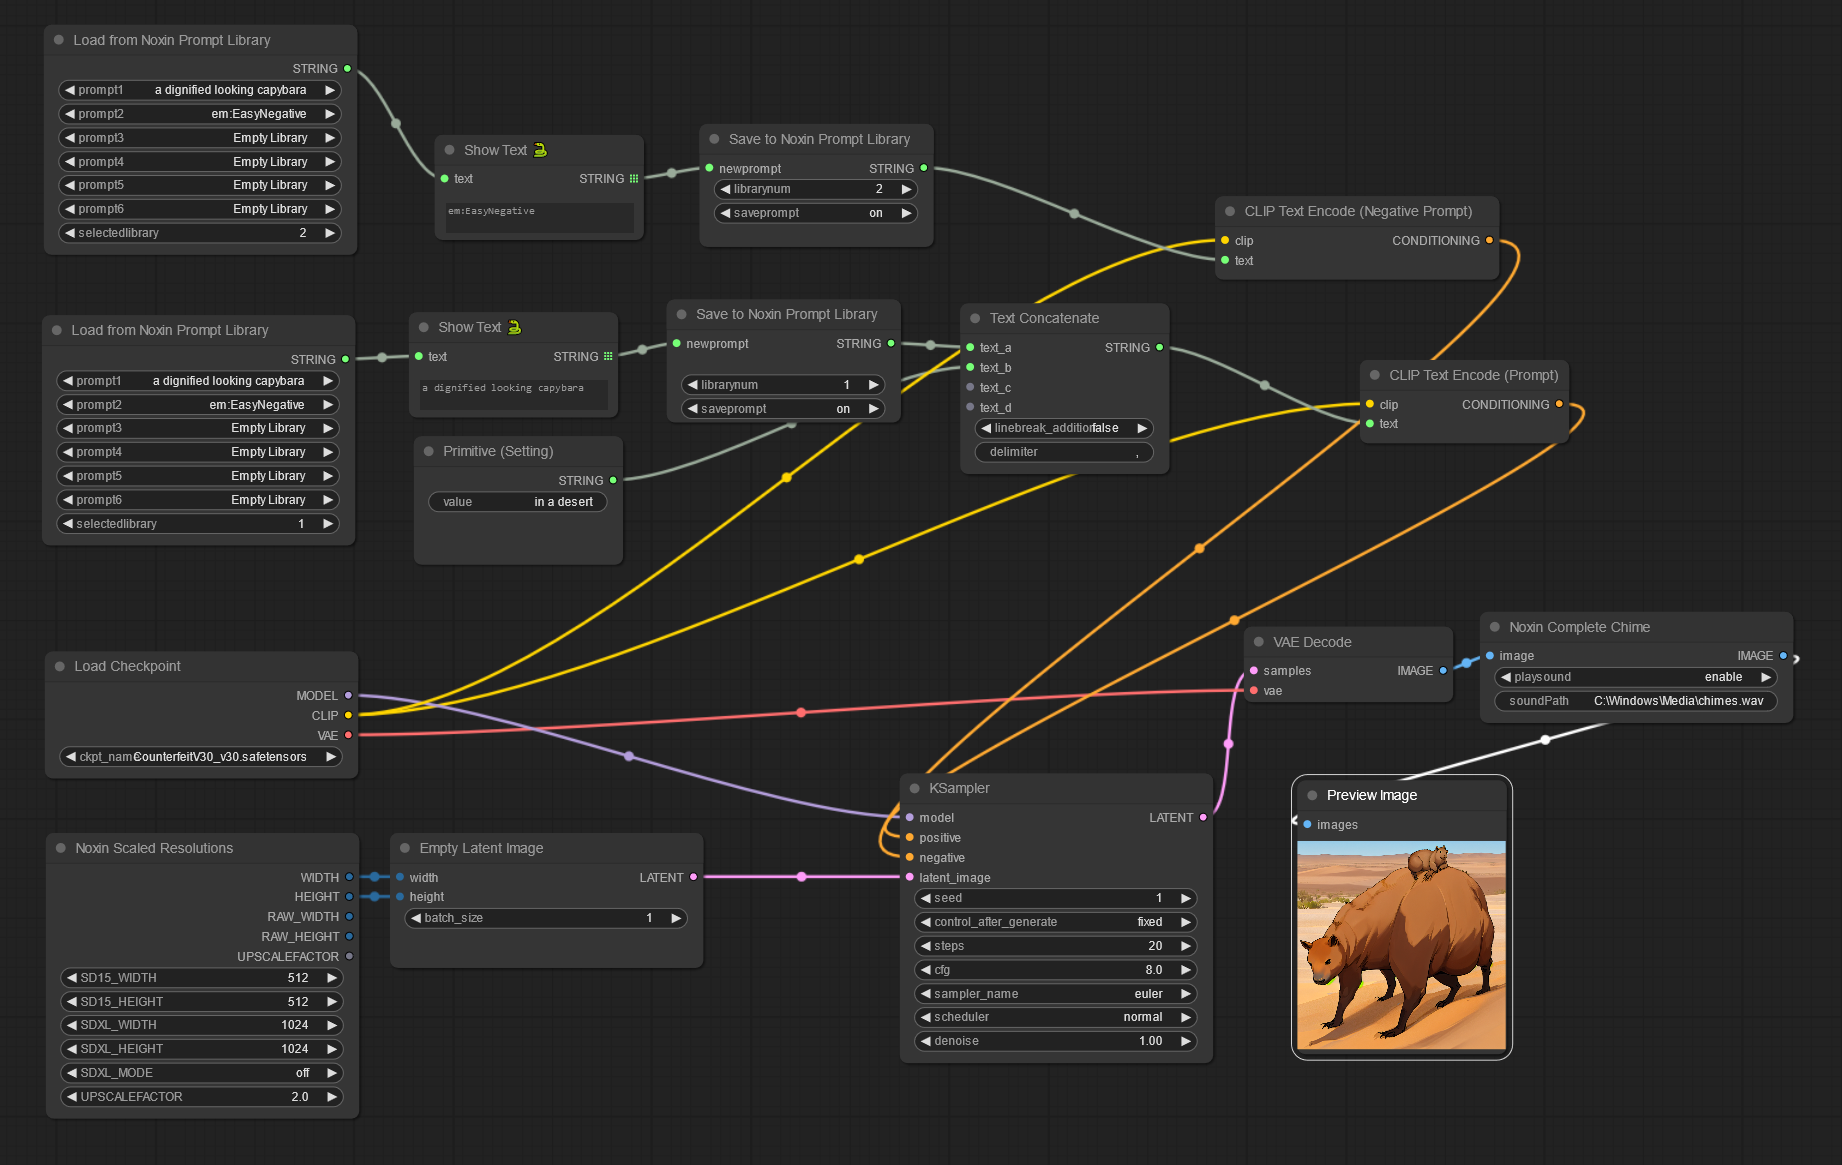 Load from Noxin Prompt Library
STRING
prompt1 a dignified looking capybara
prompt2 em:EasyNegative
prompt3 Empty Library
prompt4 Empty Library
prompt5 Empty Library
prompt6 Empty Library
selectedlibrary 2
Show Text
text STRING
em:EasyNegative
Save to Noxin Prompt Library
newprompt STRING
librarynum 2
saveprompt on
CLIP Text Encode (Negative Prompt)
clip CONDITIONING
text
Load from Noxin Prompt Library
STRING
prompt1 a dignified looking capybara
prompt2 em:EasyNegative
prompt3 Empty Library
prompt4 Empty Library
prompt5 Empty Library
prompt6 Empty Library
selectedlibrary 1
Show Text
text STRING
a dignified looking capybara
Save to Noxin Prompt Library
newprompt STRING
librarynum 1
saveprompt on
Primitive (Setting)
STRING
value in a desert
Text Concatenate
text_a STRING
text_b
text_c
text_d
linebreak_addition false
delimiter ,
CLIP Text Encode (Prompt)
clip CONDITIONING
text
Load Checkpoint
MODEL
CLIP
VAE
ckpt_name CounterfeitV30_v30.safetensors
VAE Decode
samples IMAGE
vae
Noxin Complete Chime
image IMAGE
playsound enable
soundPath C:\Windows\Media\chimes.wav
Noxin Scaled Resolutions
WIDTH
HEIGHT
RAW_WIDTH
RAW_HEIGHT
UPSCALEFACTOR
SD15_WIDTH 512
SD15_HEIGHT 512
SDXL_WIDTH 1024
SDXL_HEIGHT 1024
SDXL_MODE off
UPSCALEFACTOR 2.0
Empty Latent Image
width LATENT
height
batch_size 1
KSampler
model LATENT
positive
negative
latent_image
seed 1
control_after_generate fixed
steps 20
cfg 8.0
sampler_name euler
scheduler normal
denoise 1.00
Preview Image
images